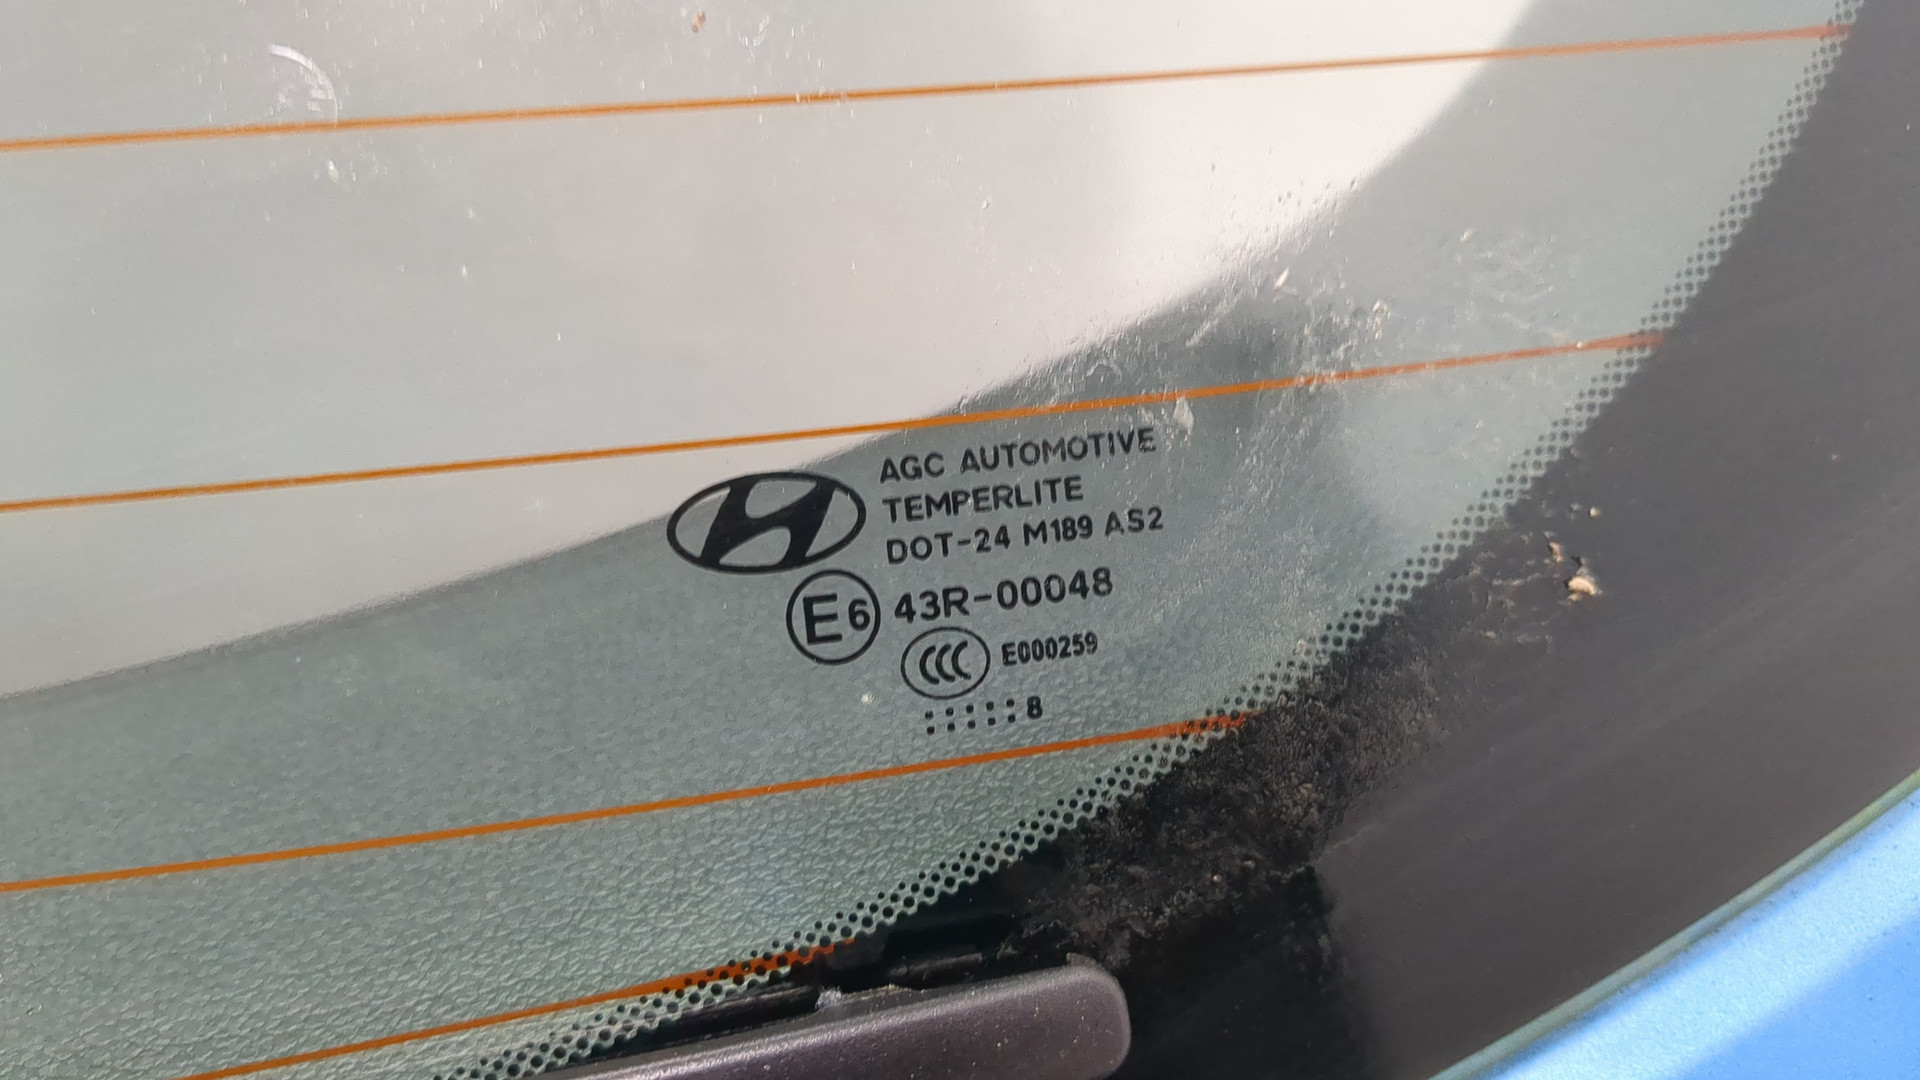 AGC AUTOMOTIVE
TEMPERLITE
DOT-24 M189 AS2
E6 43R-00048
CCC E000259
:::::8